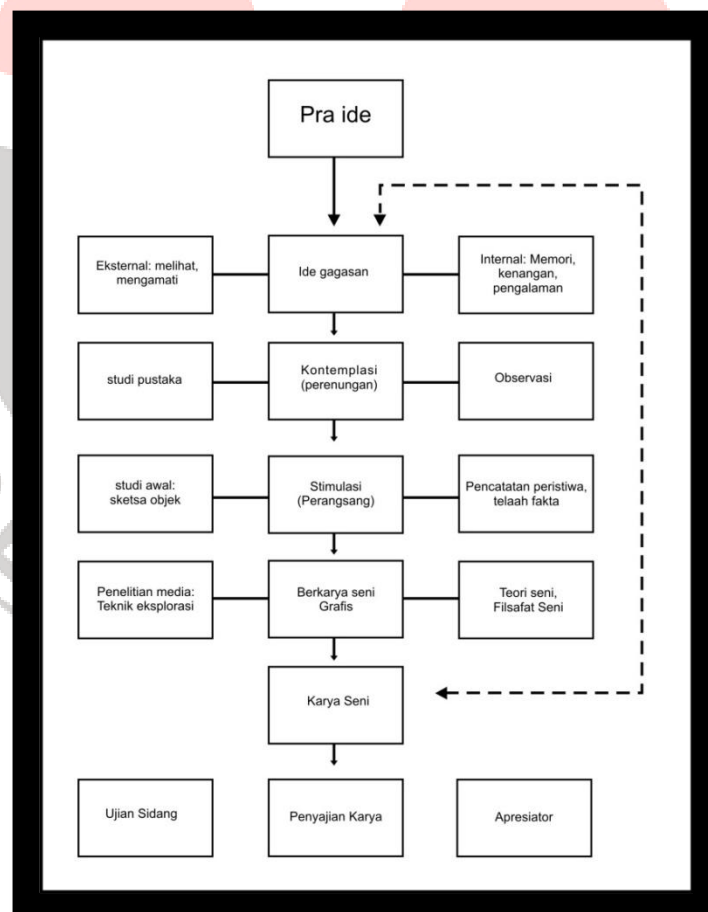 Pra ide
Eksternal: melihat,
mengamati
Ide gagasan
Internal: Memori,
kenangan,
pengalaman
studi pustaka
Kontemplasi
(perenungan)
Observasi
studi awal:
sketsa objek
Stimulasi
(Perangsang)
Pencatatan peristiwa,
telaah fakta
Penelitian media:
Teknik eksplorasi
Berkarya seni
Grafis
Teori seni,
Filsafat Seni
Karya Seni
Ujian Sidang
Penyajian Karya
Apresiator